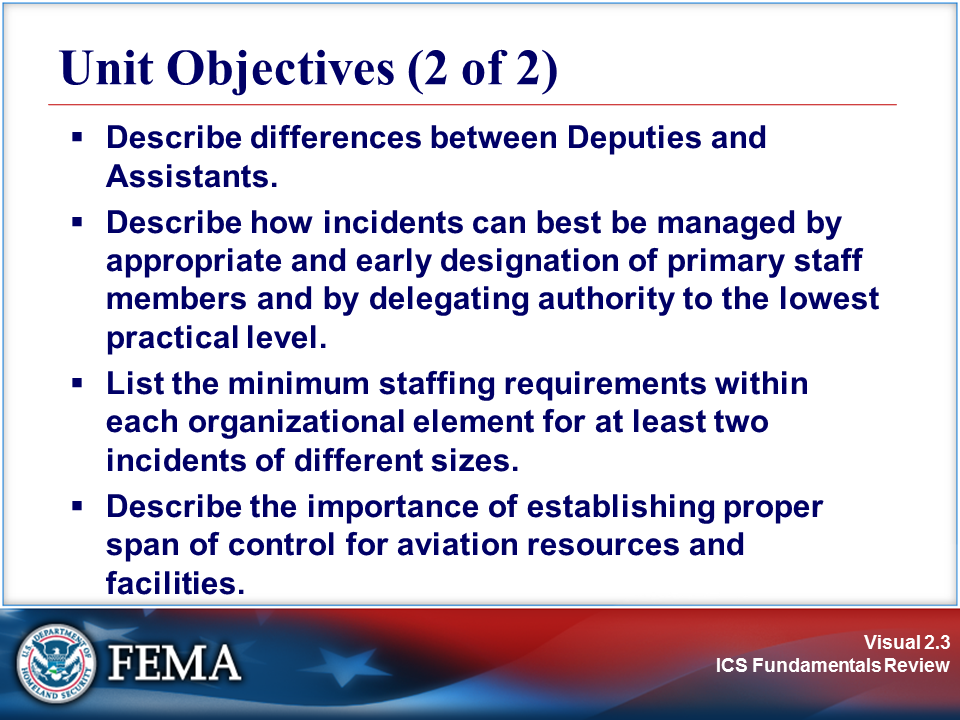 Unit Objectives (2 of 2)
▪ Describe differences between Deputies and
Assistants.
▪ Describe how incidents can best be managed by
appropriate and early designation of primary staff
members and by delegating authority to the lowest
practical level.
▪ List the minimum staffing requirements within
each organizational element for at least two
incidents of different sizes.
▪ Describe the importance of establishing proper
span of control for aviation resources and
facilities.
U.S. DEPARTMENT OF
HOMELAND SECURITY
FEMA
Visual 2.3
ICS Fundamentals Review